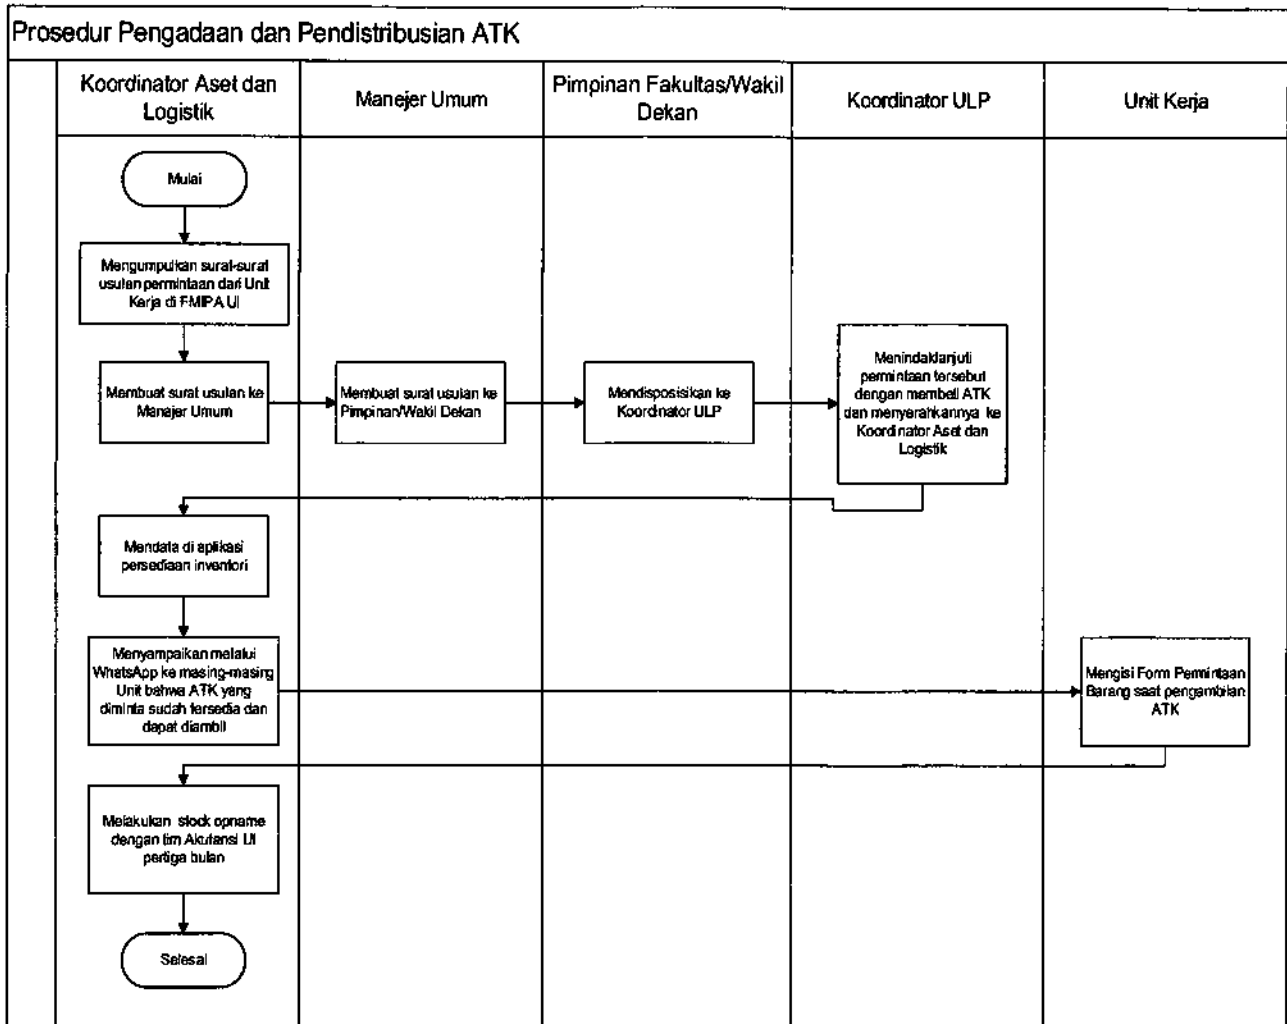 Prosedur Pengadaan dan Pendistribusian ATK
Koordinator Aset dan
Logistik
Manejer Umum
Pimpinan Fakultas/Wakil
Dekan
Koordinator ULP
Unit Kerja
Mulai
Mengumpulkan surat-surat
usulan permintaan dari Unit
Kerja di FMIPA UI
Membuat surat usulan ke
Manajer Umum
Membuat surat usulan ke
Pimpinan/Wakil Dekan
Mendisposisikan ke
Koordinator ULP
Menindaklanjuti
permintaan tersebut
dengan membeli ATK
dan menyerahkannya ke
Koordinator Aset dan
Logistik
Mendata di aplikasi
persediaan inventori
Menyampaikan melalui
WhatsApp ke masing-masing
Unit bahwa ATK yang
diminta sudah tersedia dan
dapat diambil
Mengisi Form Permintaan
Barang saat pengambilan
ATK
Melakukan stock opname
dengan tim Akutansi UI
pertiga bulan
Selesai